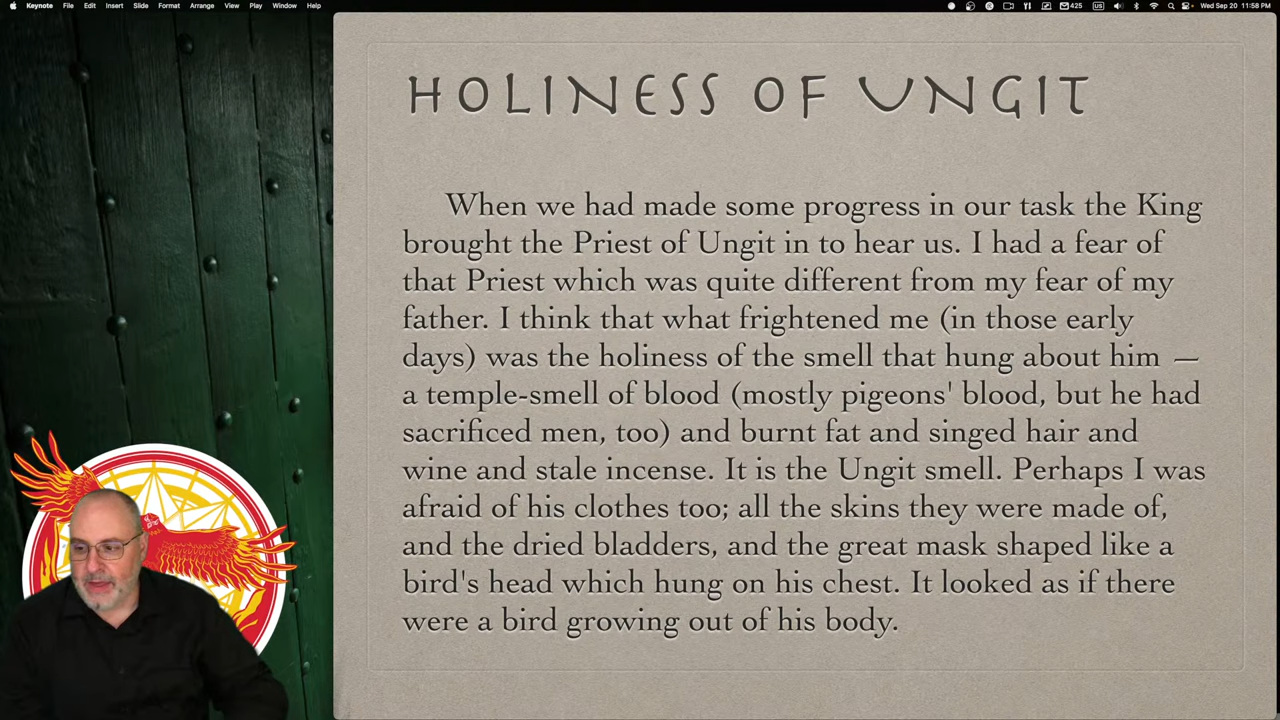 Keynote File Edit Insert Slide Format Arrange View Play Window Help 425 US Wed Sep 20 11:58 PM
HOLINESS OF UNGIT
When we had made some progress in our task the King
brought the Priest of Ungit in to hear us. I had a fear of
that Priest which was quite different from my fear of my
father. I think that what frightened me (in those early
days) was the holiness of the smell that hung about him —
a temple-smell of blood (mostly pigeons' blood, but he had
sacrificed men, too) and burnt fat and singed hair and
wine and stale incense. It is the Ungit smell. Perhaps I was
afraid of his clothes too; all the skins they were made of,
and the dried bladders, and the great mask shaped like a
bird's head which hung on his chest. It looked as if there
were a bird growing out of his body.